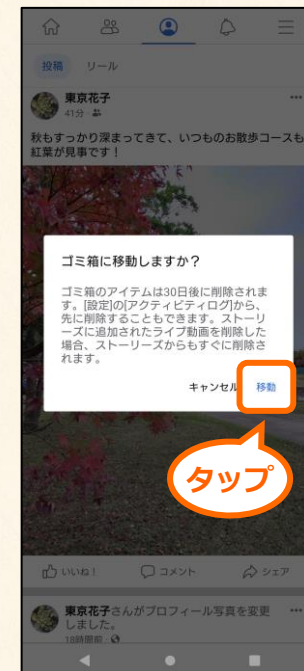 投稿 リール
東京花子
41分
秋もすっかり深まってきて、いつものお散歩コースも
紅葉が見事です！
ゴミ箱に移動しますか？
ゴミ箱のアイテムは30日後に削除されま
す。[設定]の[アクティビティログ]から、
先に削除することもできます。ストーリ
ーズに追加されたライブ動画を削除した
場合、ストーリーズからもすぐに削除さ
れます。
キャンセル 移動
タップ
いいね！ コメント シェア
東京花子さんがプロフィール写真を変更
しました。
18時間前